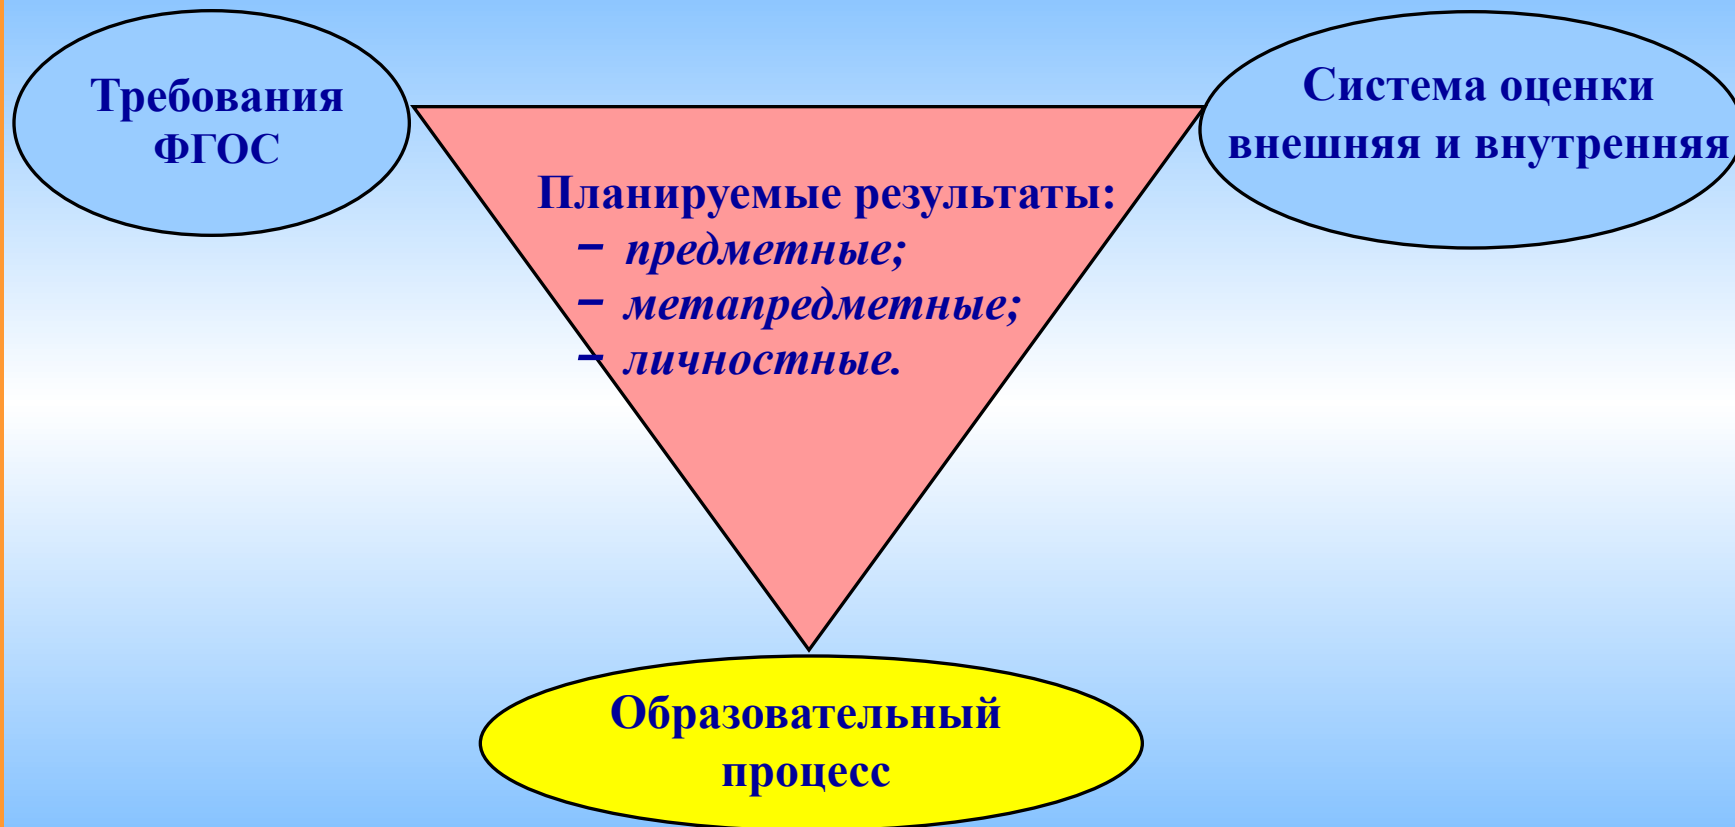 Требования
ФГОС
Система оценки
внешняя и внутренняя
Планируемые результаты:
– предметные;
– метапредметные;
– личностные.
Образовательный
процесс